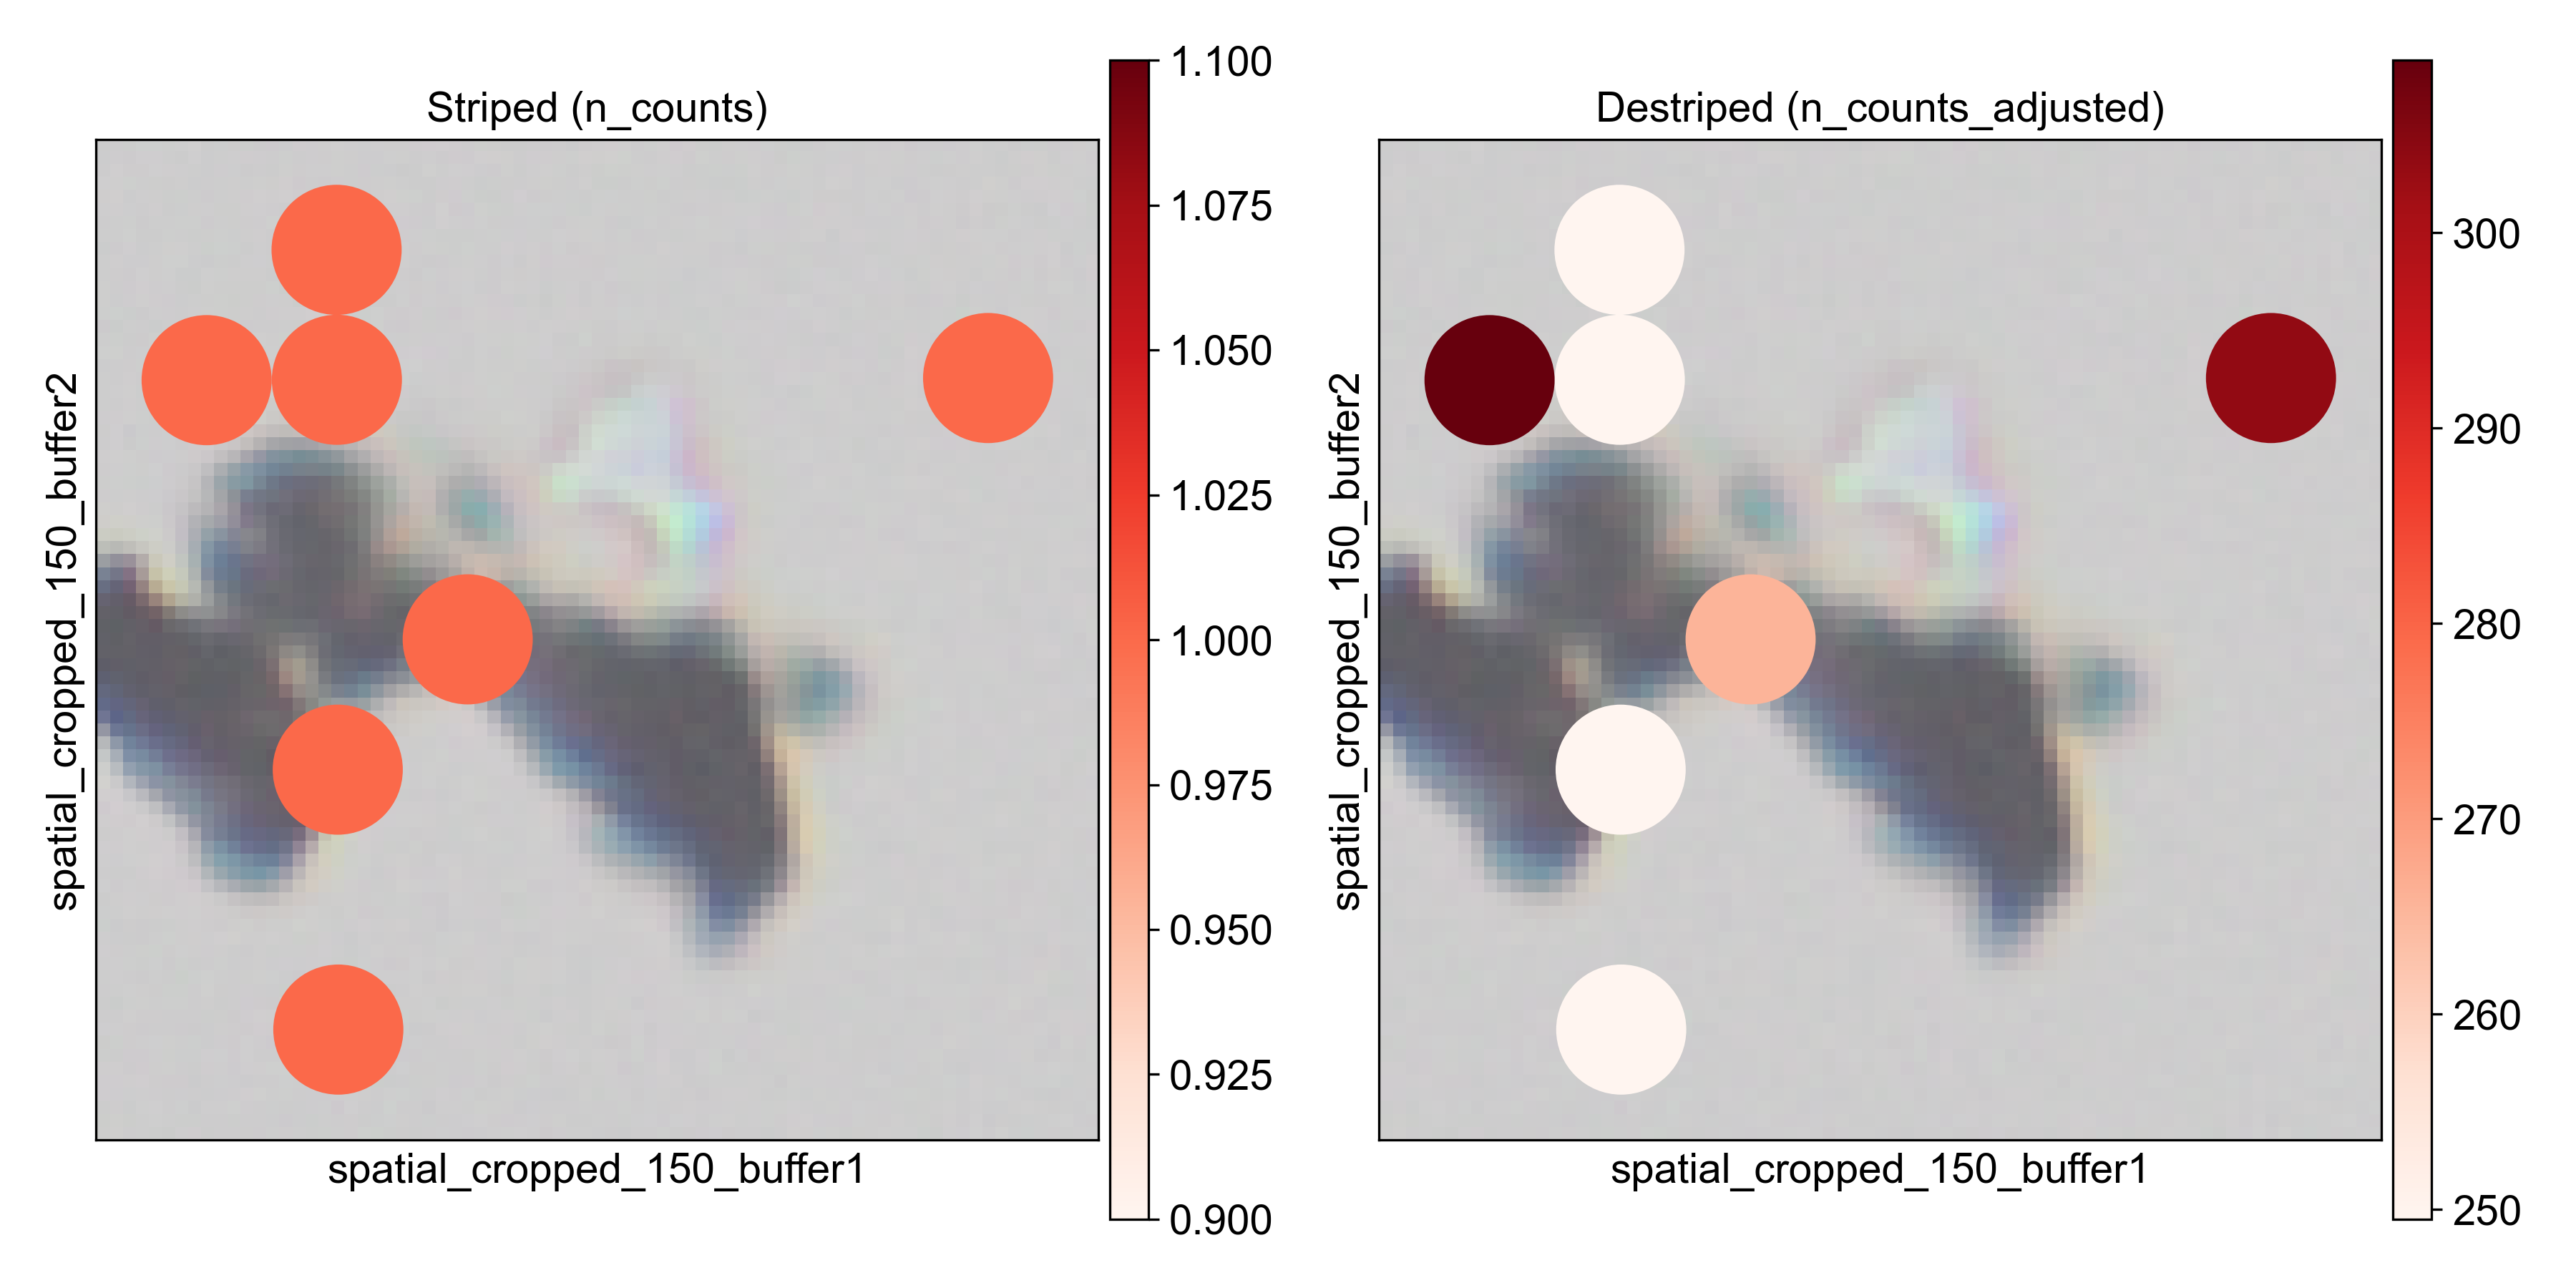 Striped (n_counts)
spatial_cropped_150_buffer2
spatial_cropped_150_buffer1
1.100
1.075
1.050
1.025
1.000
0.975
0.950
0.925
0.900
Destriped (n_counts_adjusted)
spatial_cropped_150_buffer2
spatial_cropped_150_buffer1
300
290
280
270
260
250